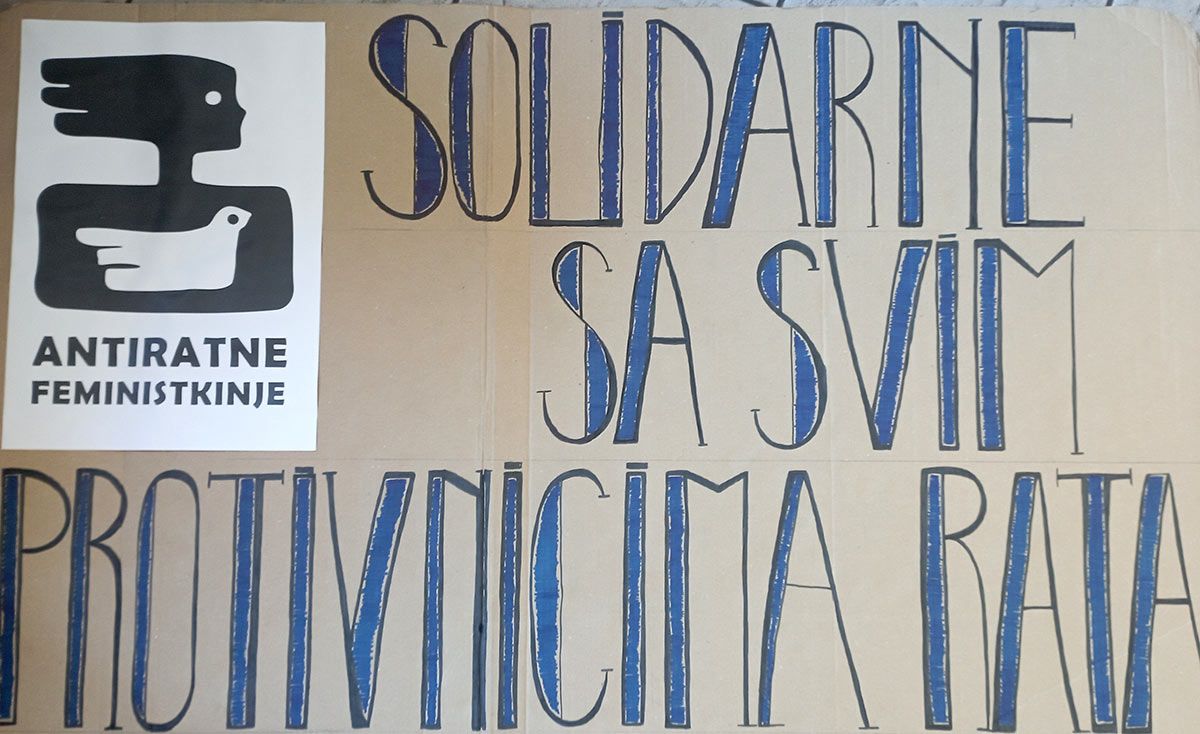 SOLIDARNE
SA SVIM
PROTIVNICIMA RATA
ANTIRATNE
FEMINISTKINJE